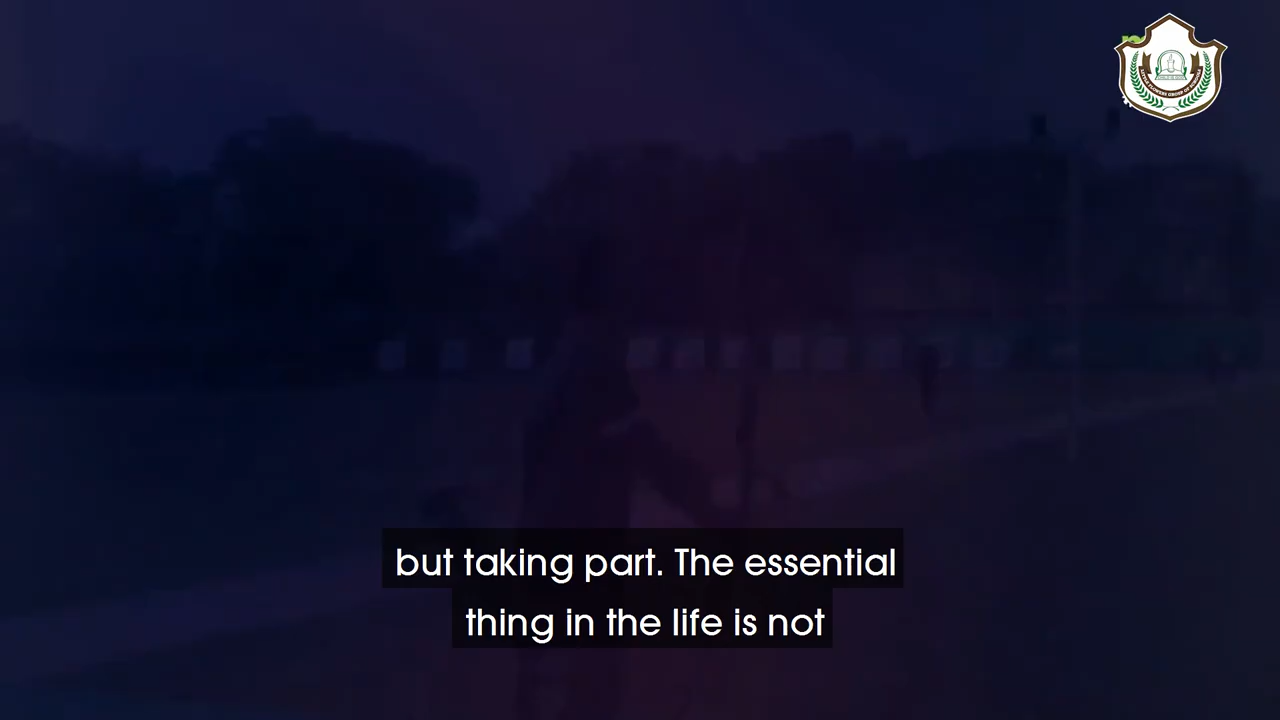 but taking part. The essential
thing in the life is not